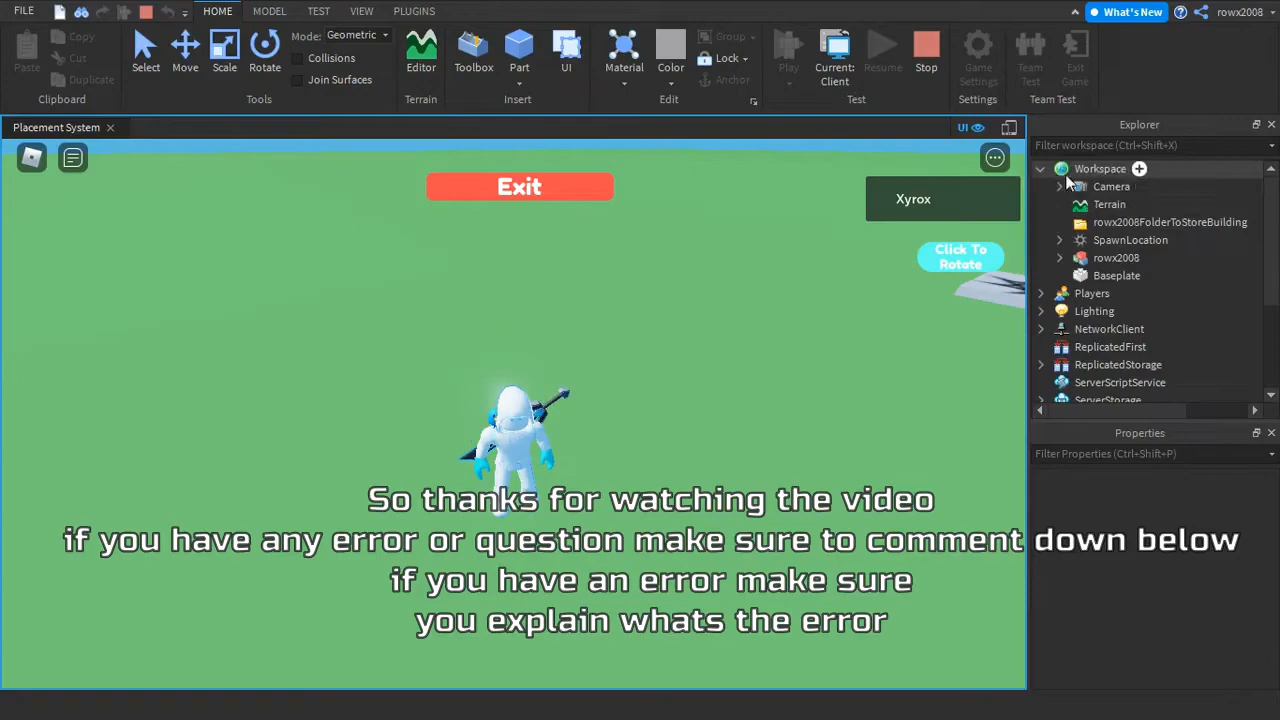 FILE
HOME
MODEL
TEST
VIEW
PLUGINS
What's New
rowx2008
Paste
Copy
Cut
Duplicate
Clipboard
Select
Move
Scale
Rotate
Mode: Geometric
Collisions
Join Surfaces
Tools
Editor
Terrain
Toolbox
Part
UI
Insert
Material
Color
Group
Lock
Anchor
Edit
Play
Current:
Client
Resume
Stop
Test
Game
Settings
Settings
Team
Test
Exit
Game
Team Test
Placement System
UI
Exit
Xyrox
Click To
Rotate
So thanks for watching the video
if you have any error or question make sure to comment down below
if you have an error make sure
you explain whats the error
Explorer
Filter workspace (Ctrl+Shift+X)
Workspace
Camera
Terrain
rowx2008FolderToStoreBuilding
SpawnLocation
rowx2008
Baseplate
Players
Lighting
NetworkClient
ReplicatedFirst
ReplicatedStorage
ServerScriptService
ServerStorage
Properties
Filter Properties (Ctrl+Shift+P)